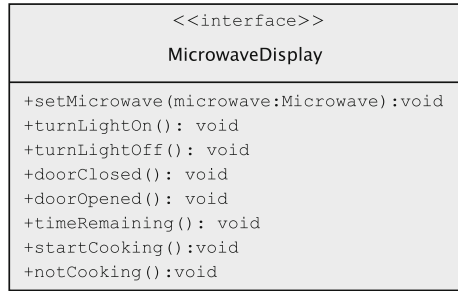 <<interface>>
MicrowaveDisplay
+setMicrowave(microwave:Microwave):void
+turnLightOn(): void
+turnLightOff(): void
+doorClosed(): void
+doorOpened(): void
+timeRemaining(): void
+startCooking():void
+notCooking():void